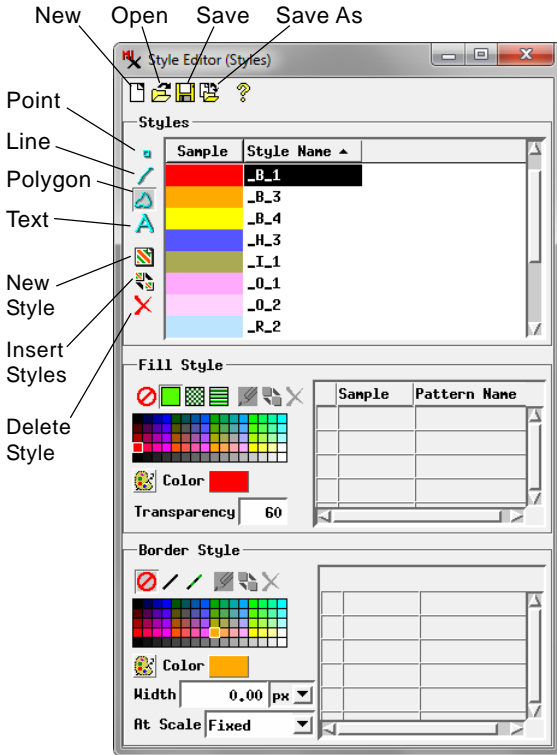 New Open Save Save As
Style Editor (Styles)
Point
Line
Polygon
Text
New
Style
Insert
Styles
Delete
Style
Styles
Sample Style Name
_B_1
_B_3
_B_4
_H_3
_I_1
_O_1
_O_2
_R_2
Fill Style
Sample Pattern Name
Color
Transparency 60
Border Style
Color
Width 0.00 px
At Scale Fixed